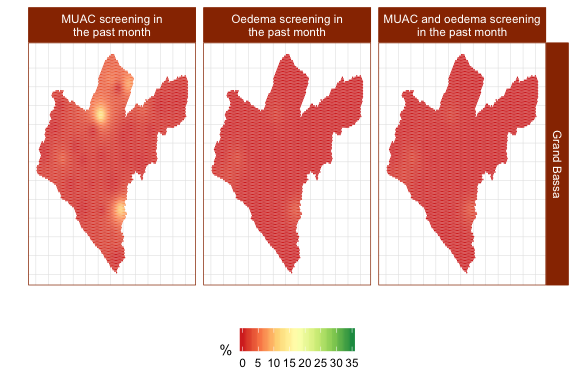 MUAC screening in
the past month
Oedema screening in
the past month
MUAC and oedema screening
in the past month
Grand Bassa
%
0 5 10 15 20 25 30 35